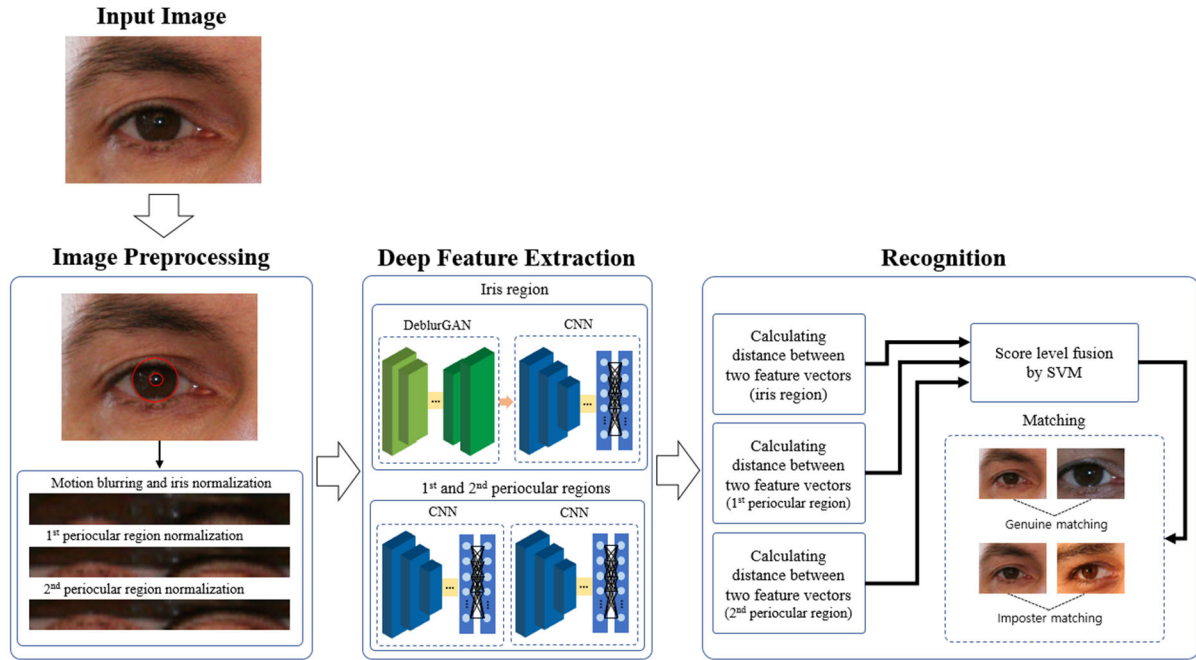 Input Image
Image Preprocessing
Motion blurring and iris normalization
1st periocular region normalization
2nd periocular region normalization
Deep Feature Extraction
Iris region
DeblurGAN
...
CNN
...
1st and 2nd periocular regions
CNN
...
CNN
...
Recognition
Calculating
distance between
two feature vectors
(iris region)
Calculating
distance between
two feature vectors
(1st periocular region)
Calculating
distance between
two feature vectors
(2nd periocular region)
Score level fusion
by SVM
Matching
Genuine matching
Imposter matching